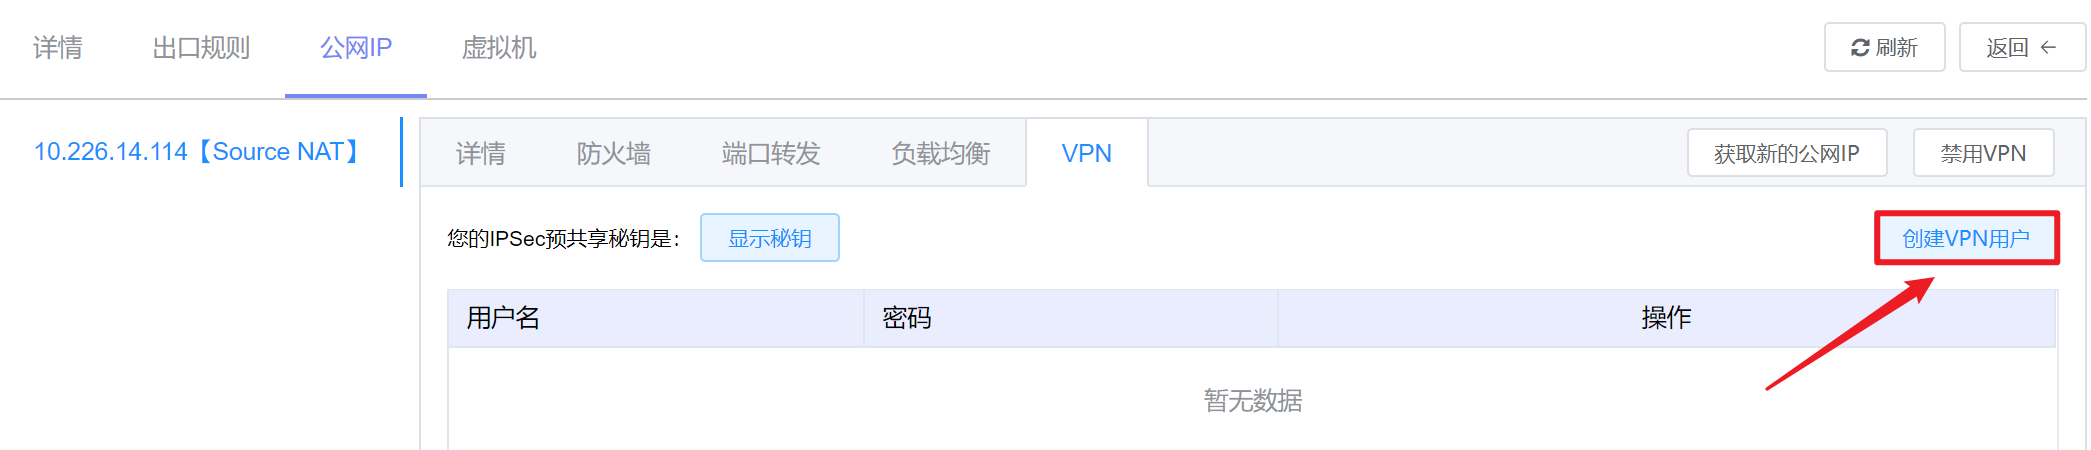 详情 出口规则 公网IP 虚拟机 刷新 返回 ←
10.226.14.114【Source NAT】
详情 防火墙 端口转发 负载均衡 VPN 获取新的公网IP 禁用VPN
您的IPSec预共享秘钥是： 显示秘钥 创建VPN用户
用户名 密码 操作
暂无数据